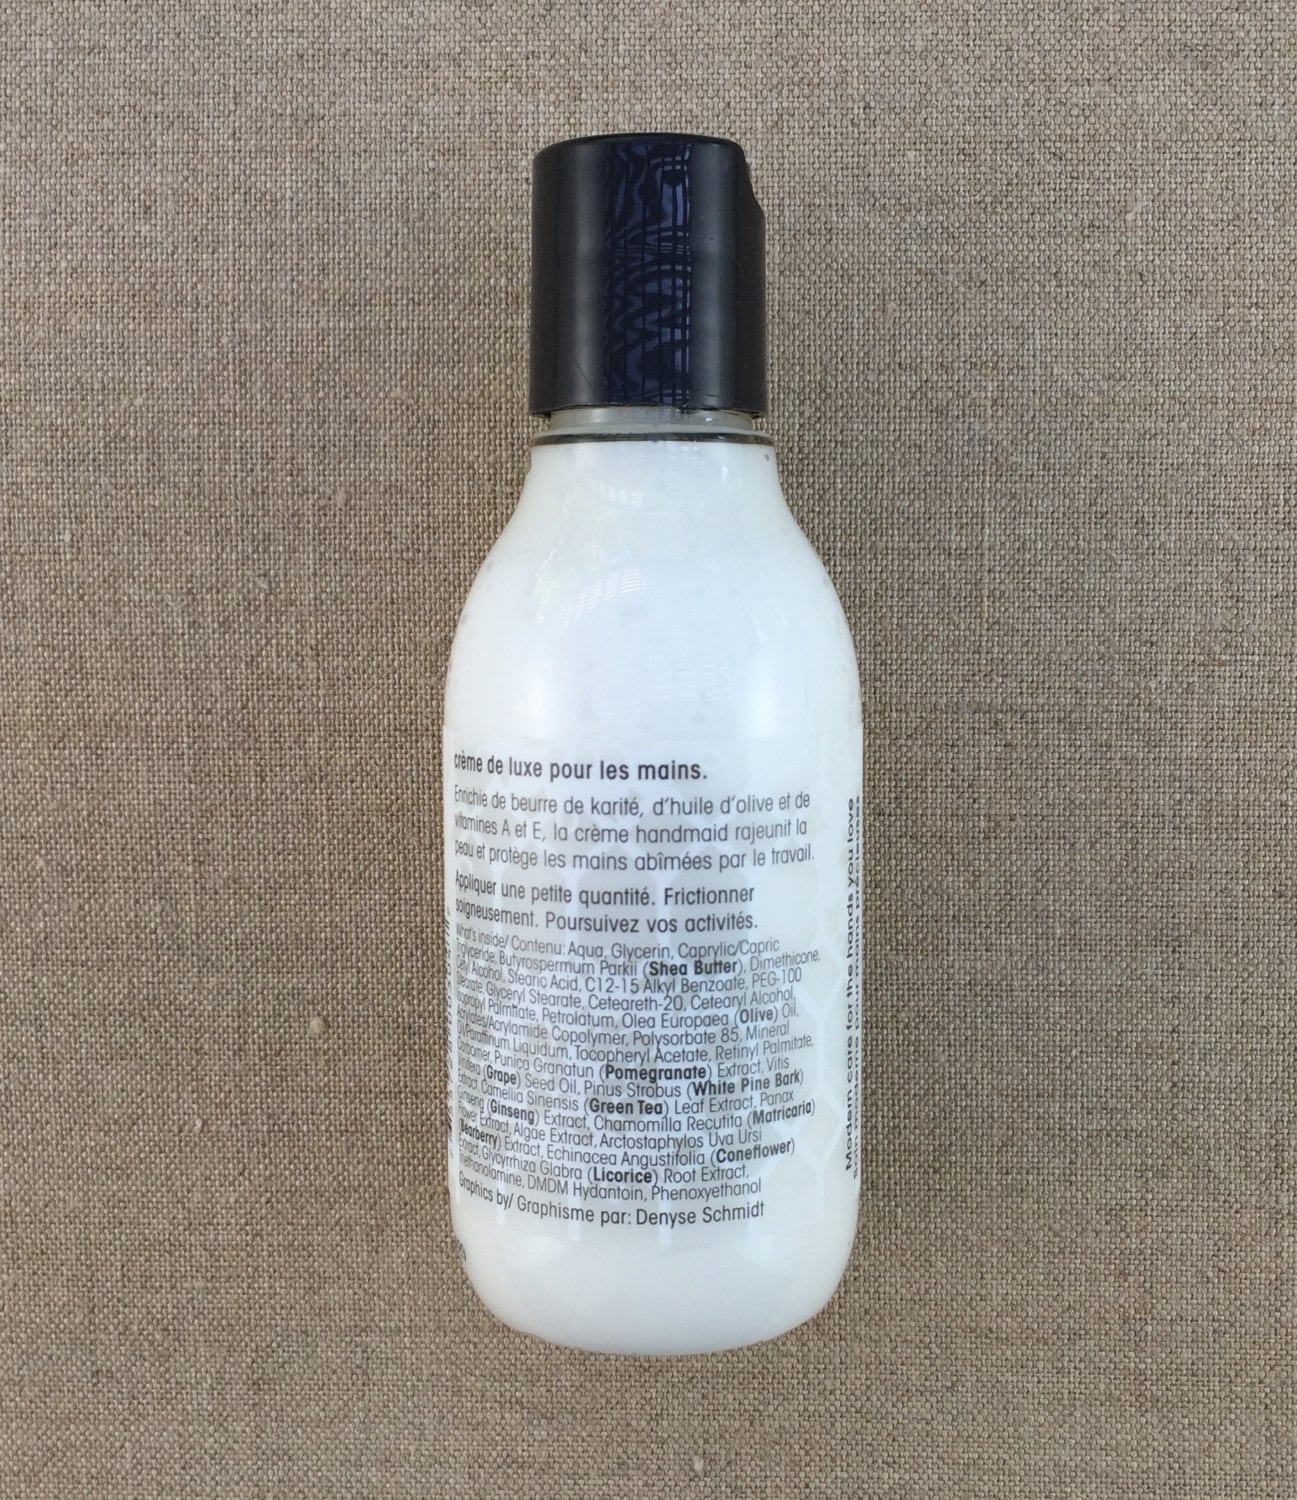 crème de luxe pour les mains.
Enrichie de beurre de karité, d'huile d'olive et de
vitamines A et E, la crème handmaid rajeunit la
peau et protège les mains abîmées par le travail.
Appliquer une petite quantité. Frictionner
soigneusement. Poursuivez vos activités.
What's inside/ Contenu: Aqua, Glycerin, Caprylic/Capric
Triglyceride, Butyrospermum Parkii (Shea Butter), Dimethicone,
Cetyl Alcohol, Stearic Acid, C12-15 Alkyl Benzoate, PEG-100
Stearate, Glyceryl Stearate, Ceteareth-20, Cetearyl Alcohol,
Isopropyl Palmitate, Petrolatum, Olea Europaea (Olive) Oil,
Acrylates/Acrylamide Copolymer, Polysorbate 85, Mineral
Oil/Paraffinum Liquidum, Tocopheryl Acetate, Retinyl Palmitate,
Carbomer, Punica Granatun (Pomegranate) Extract, Vitis
Vinifera (Grape) Seed Oil, Pinus Strobus (White Pine Bark)
Extract, Camellia Sinensis (Green Tea) Leaf Extract, Panax
Ginseng (Ginseng) Extract, Chamomilla Recutita (Matricaria)
Flower Extract, Algae Extract, Arctostaphylos Uva Ursi
(Bearberry) Extract, Echinacea Angustifolia (Coneflower)
Extract, Glycyrrhiza Glabra (Licorice) Root Extract,
Triethanolamine, DMDM Hydantoin, Phenoxyethanol
Graphics by/ Graphisme par: Denyse Schmidt
Modern care for the hands you love
Soin moderne pour mains précieuses